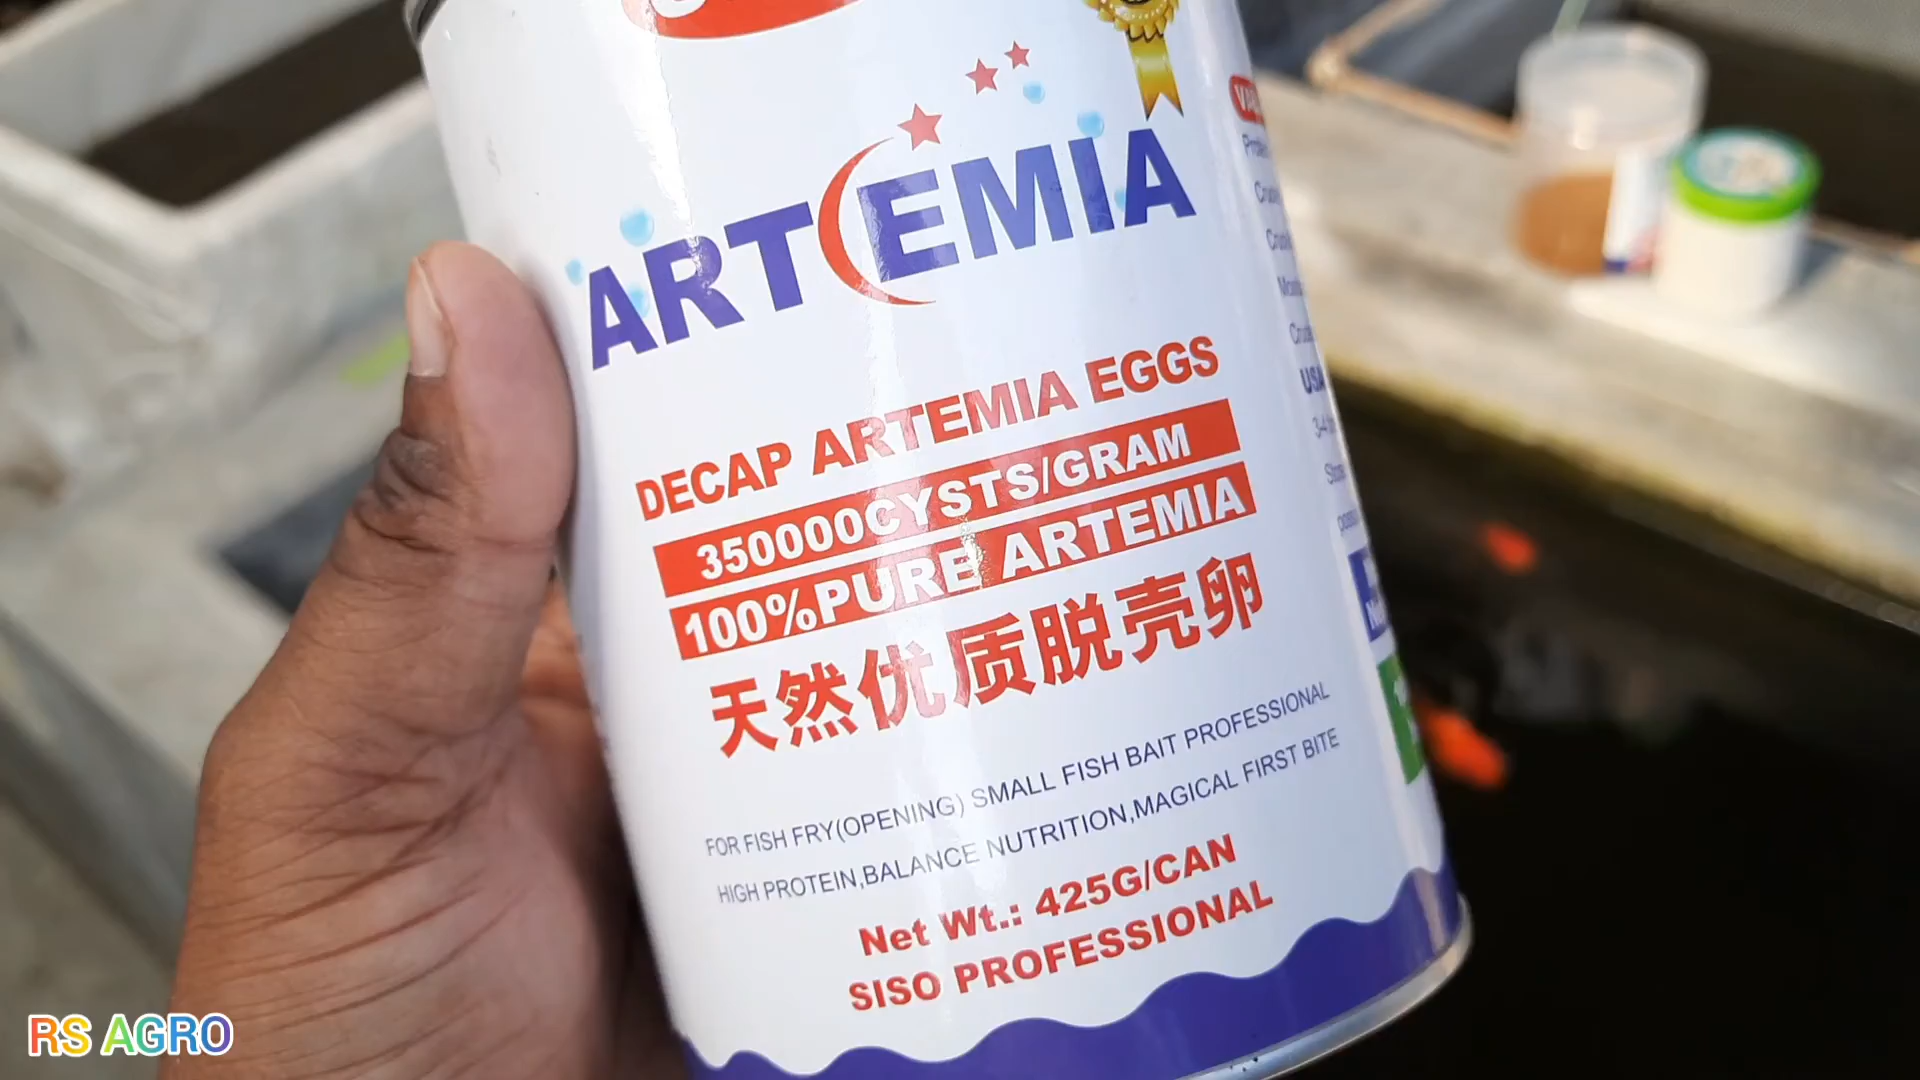 ARTEMIA
DECAP ARTEMIA EGGS
350000CYSTS/GRAM
100%PURE ARTEMIA
天然优质脱壳卵
FOR FISH FRY(OPENING) SMALL FISH BAIT PROFESSIONAL
HIGH PROTEIN,BALANCE NUTRITION,MAGICAL FIRST BITE
Net Wt.: 425G/CAN
SISO PROFESSIONAL
RS AGRO